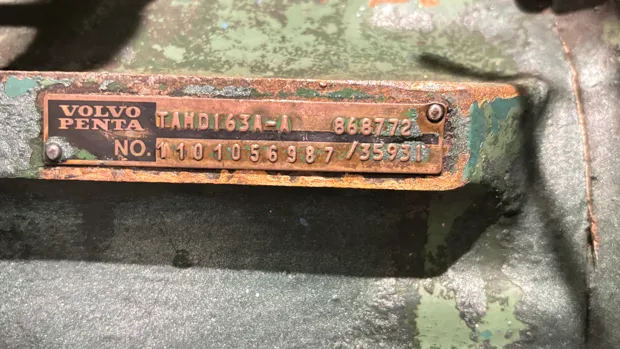 VOLVO PENTA TAMD163A-A 868772
NO. 1101056987/35931